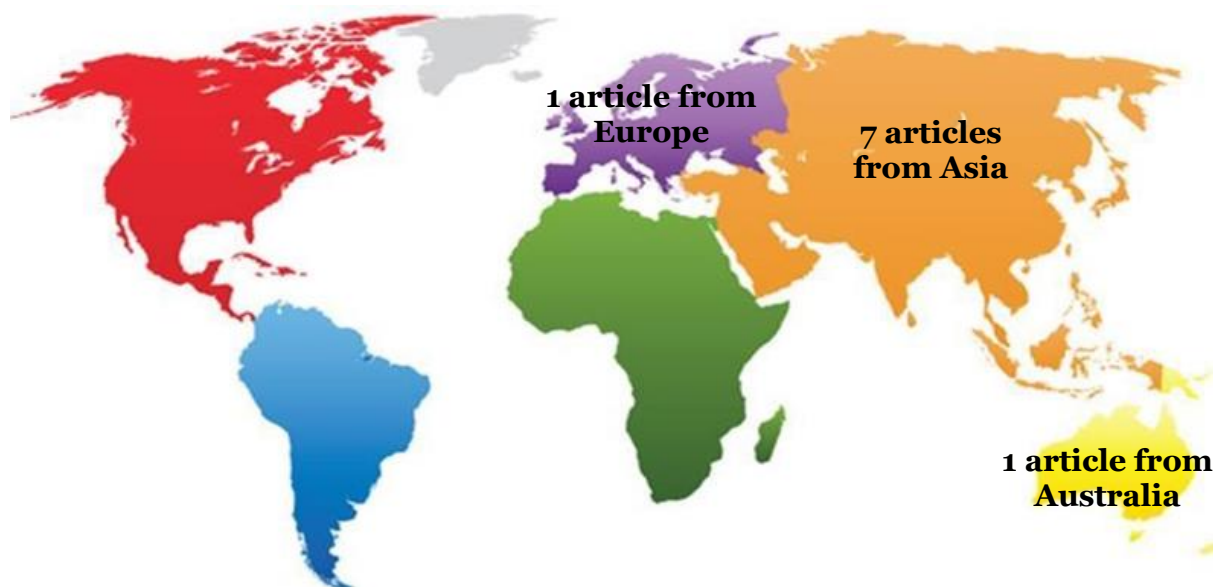 1 article from
Europe
7 articles
from Asia
1 article from
Australia